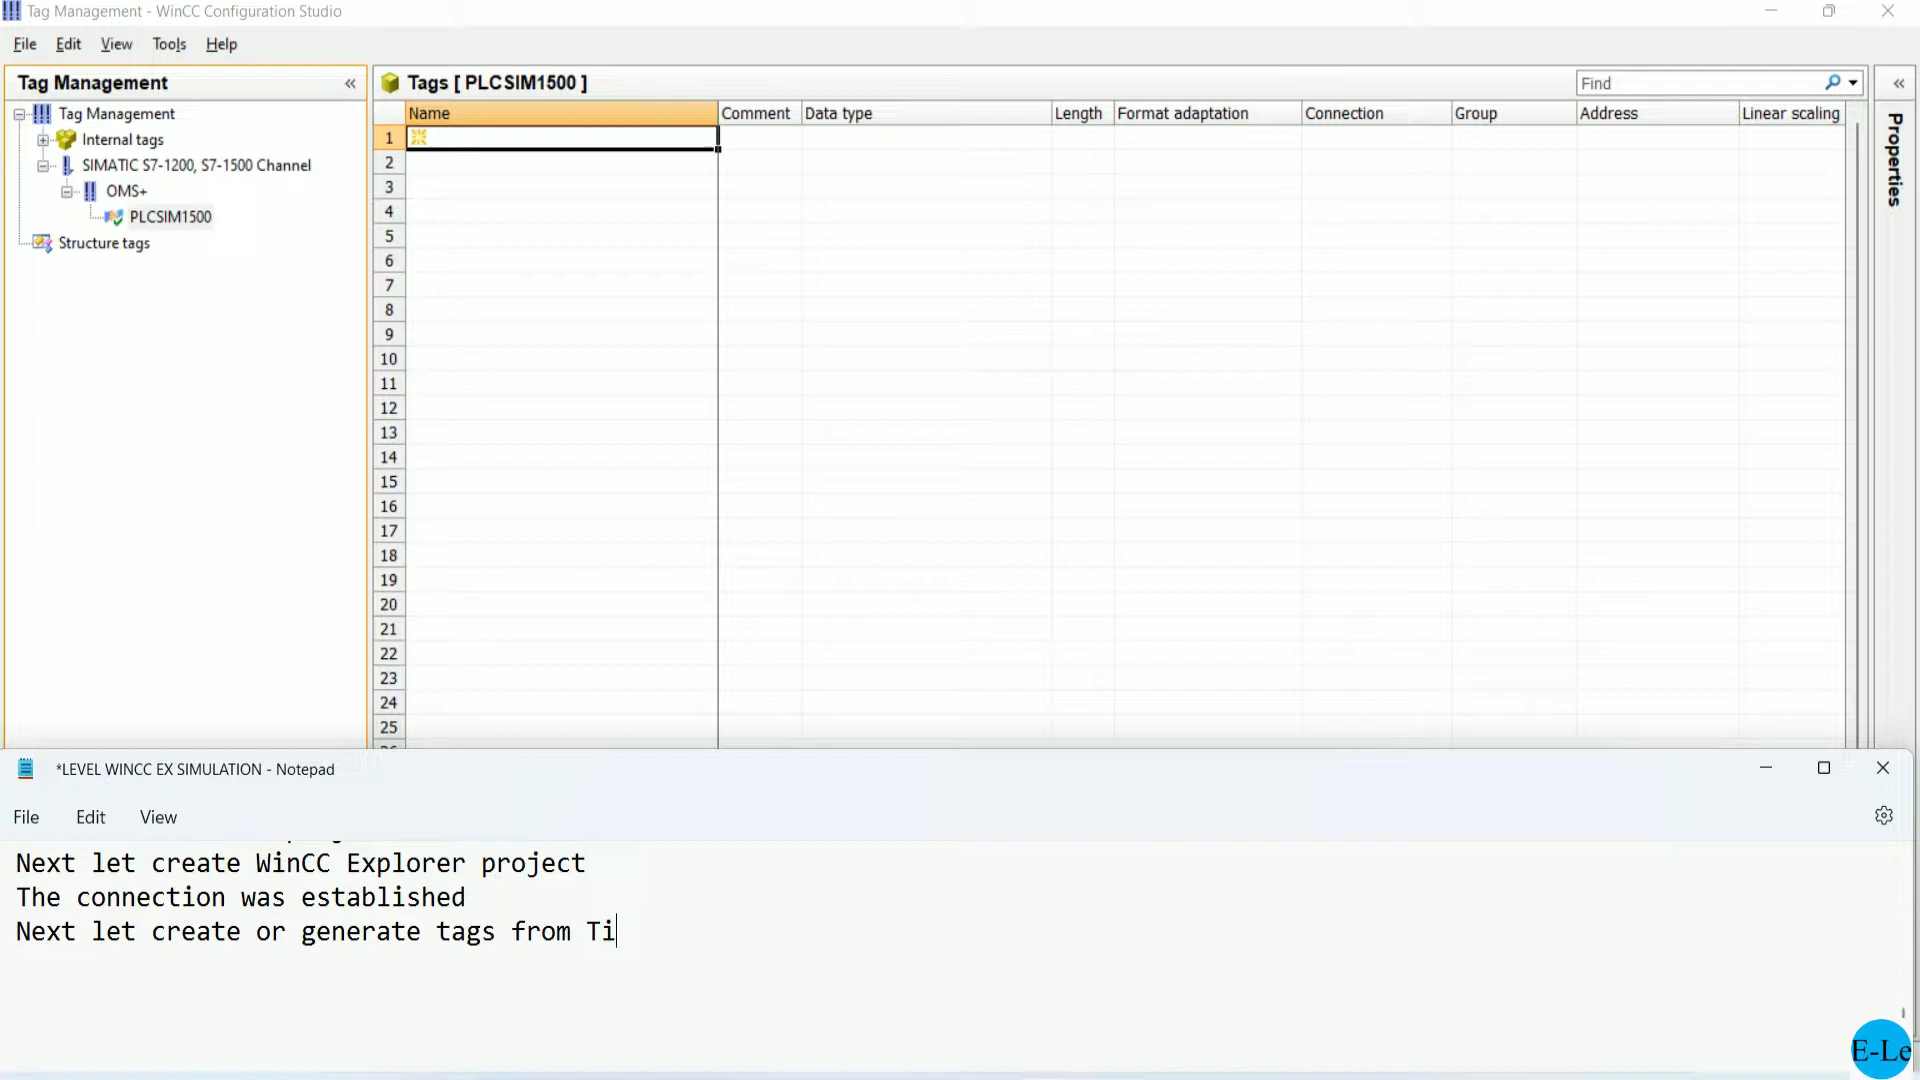 Tag Management - WinCC Configuration Studio
File Edit View Tools Help
Tag Management «
Tags [ PLCSIM1500 ]
Find
«
Name Comment Data type Length Format adaptation Connection Group Address Linear scaling
Tag Management
Internal tags
SIMATIC S7-1200, S7-1500 Channel
OMS+
PLCSIM1500
Structure tags
Properties
1
2
3
4
5
6
7
8
9
10
11
12
13
14
15
16
17
18
19
20
21
22
23
24
25
*LEVEL WINCC EX SIMULATION - Notepad
File Edit View
Next let create WinCC Explorer project
The connection was established
Next let create or generate tags from Ti
E-Le